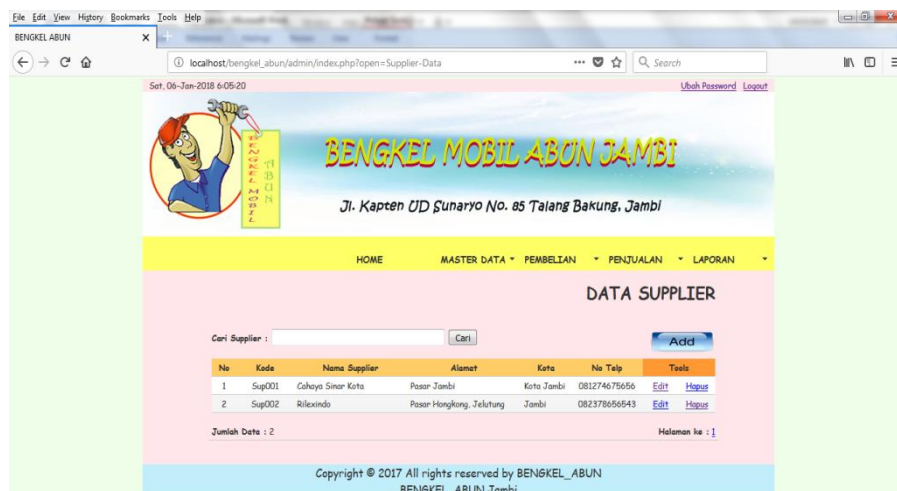 File Edit View History Bookmarks Tools Help
BENGKEL ABUN
localhost/bengkel_abun/admin/index.php?open=Supplier-Data
Search
Sat, 06-Jan-2018 6:05:20
Ubah Password Logout
BENGKEL MOBIL
ABUN
BENGKEL MOBIL ABUN JAMBI
Jl. Kapten UD Sunaryo No. 85 Talang Bakung, Jambi
HOME MASTER DATA PEMBELIAN PENJUALAN LAPORAN
DATA SUPPLIER
Cari Supplier : Cari Add
No Kode Nama Supplier Alamat Kota No Telp Tools
1 Sup001 Cahaya Sinar Kota Pasar Jambi Kota Jambi 081274675656 Edit Hapus
2 Sup002 Rilexindo Pasar Hongkong, Jelutung Jambi 082378656543 Edit Hapus
Jumlah Data : 2 Halaman ke : 1
Copyright © 2017 All rights reserved by BENGKEL_ABUN
BENGKEL ABUN Jambi